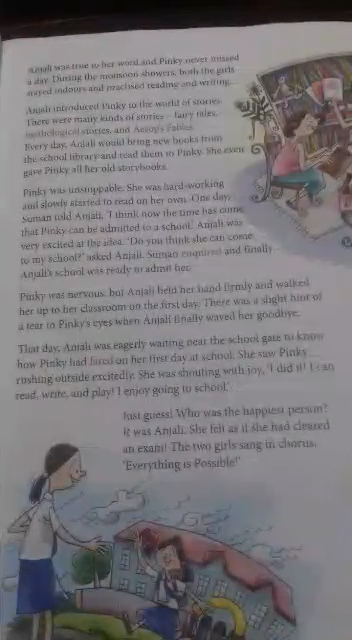 Anjali was true to her word and Pinky never missed
a day. During the monsoon showers, both the girls
stayed indoors and practised reading and writing.
Anjali introduced Pinky to the world of stories.
There were many kinds of stories – fairy tales,
mythological stories, and Aesop's Fables.
Every day, Anjali would bring new books from
the school library and read them to Pinky. She even
gave Pinky all her old storybooks.
Pinky was unstoppable. She was hard-working
and slowly started to read on her own. One day,
Suman told Anjali, 'I think now the time has come
that Pinky can be admitted to a school.' Anjali was
very excited at the idea. 'Do you think she can come
to my school?' asked Anjali. Suman enquired and finally
Anjali's school was ready to admit her.
Pinky was nervous, but Anjali held her hand firmly and walked
her up to her classroom on the first day. There was a slight hint of
a tear in Pinky's eyes when Anjali finally waved her goodbye.
That day, Anjali was eagerly waiting near the school gate to know
how Pinky had fared on her first day at school. She saw Pinky
rushing outside excitedly. She was shouting with joy, 'I did it! I can
read, write, and play! I enjoy going to school.'
Just guess! Who was the happiest person?
It was Anjali. She felt as if she had cleared
an exam! The two girls sang in chorus,
'Everything is Possible!'